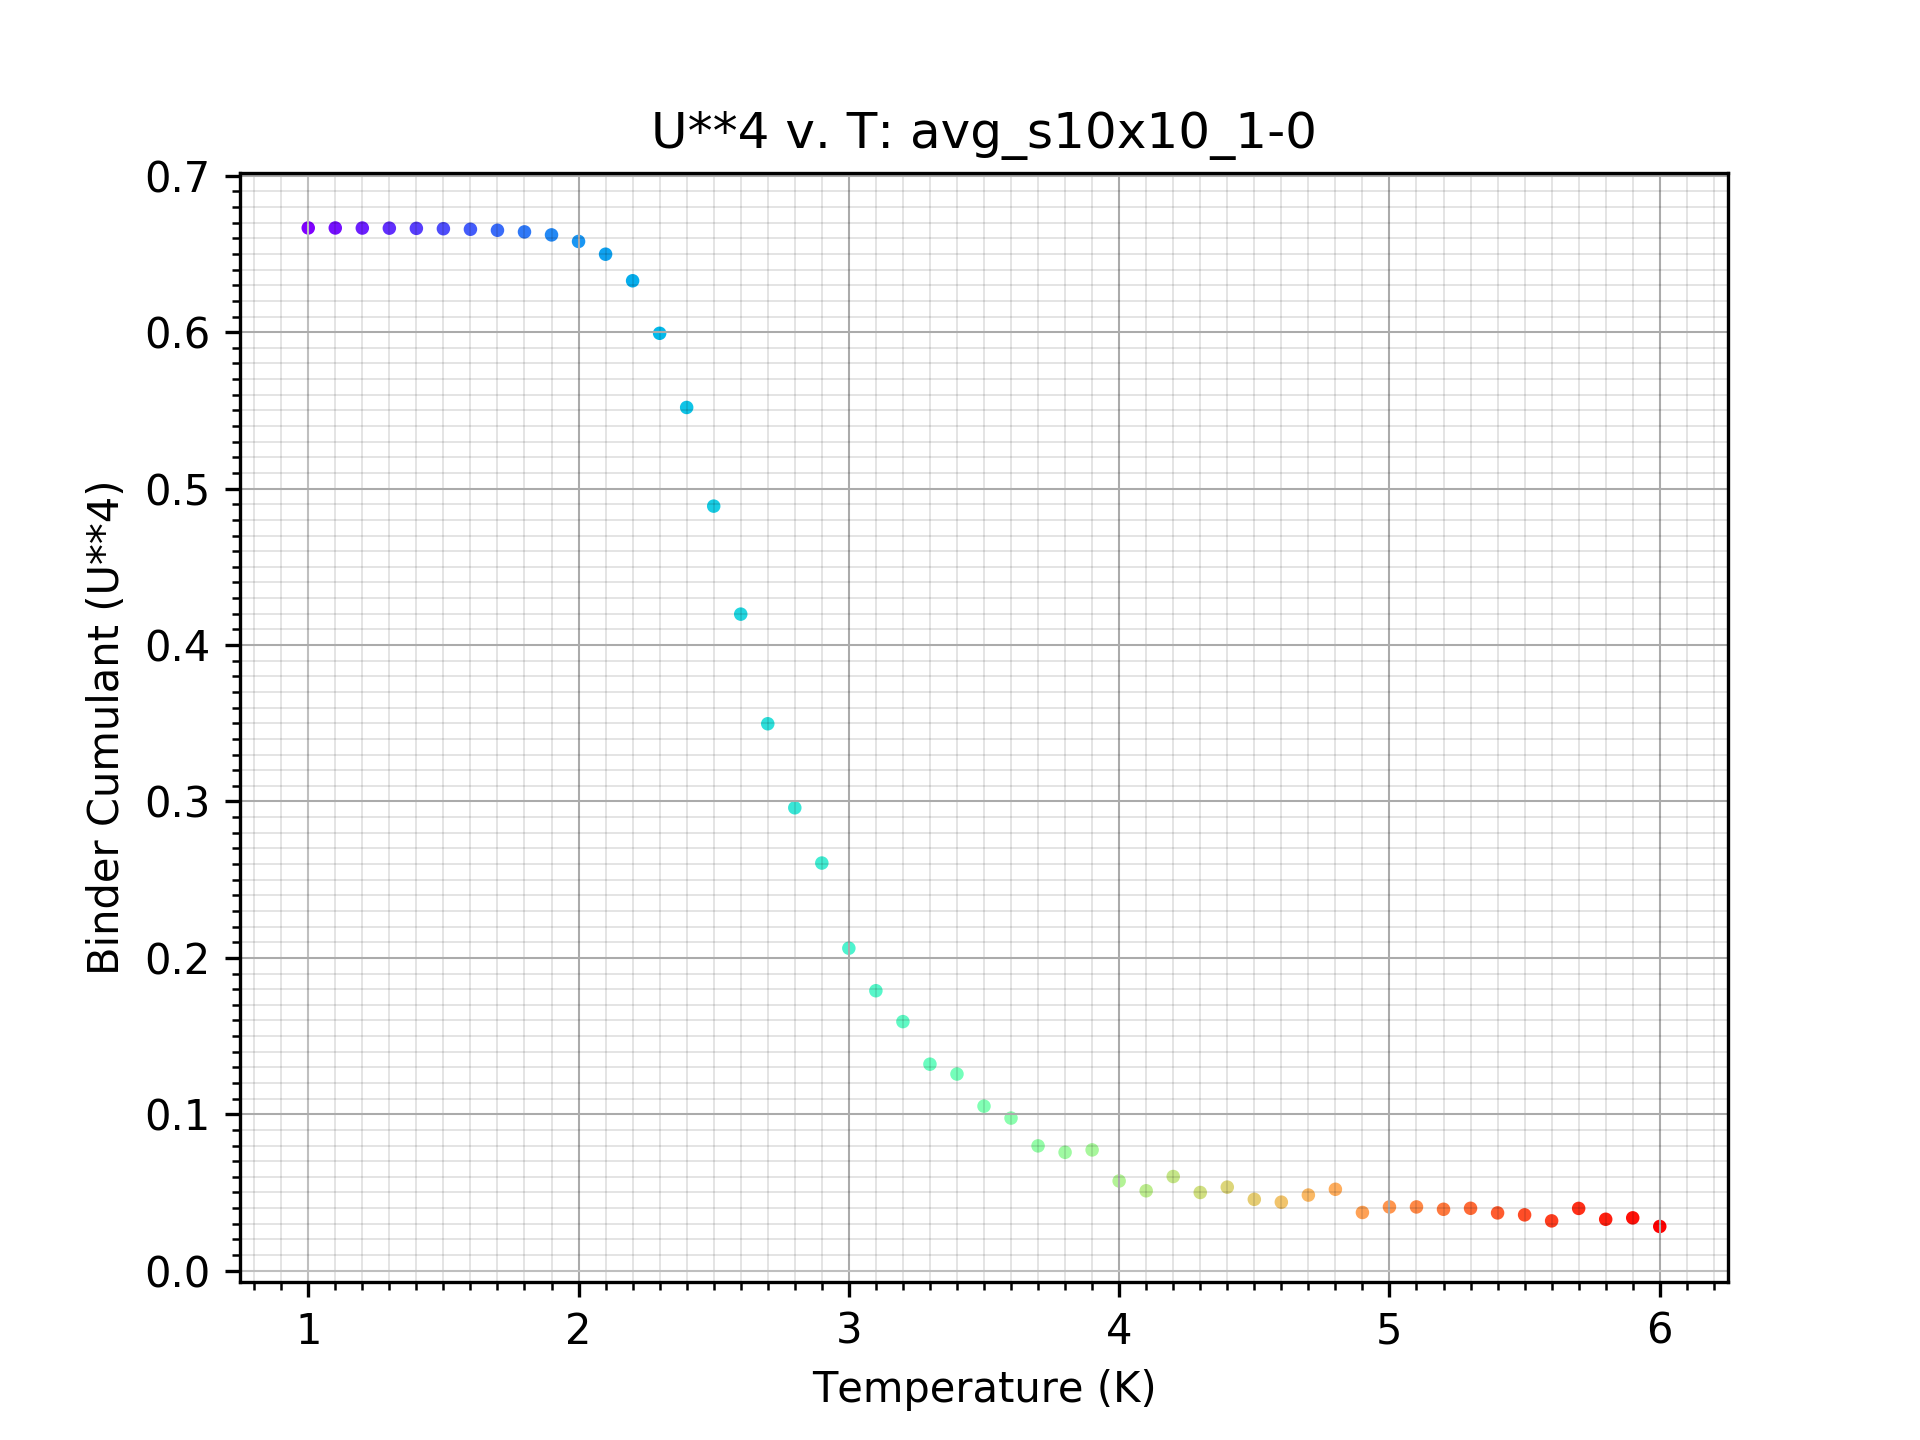 U**4 v. T: avg_s10x10_1-0
Binder Cumulant (U**4)
0.7
0.6
0.5
0.4
0.3
0.2
0.1
0.0
1 2 3 4 5 6
Temperature (K)